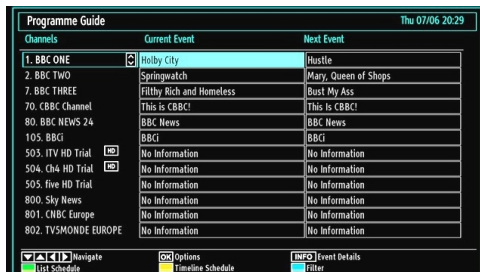 Programme Guide Thu 07/06 20:29
Channels Current Event Next Event
1. BBC ONE Holby City Hustle
2. BBC TWO Springwatch Mary, Queen of Shops
7. BBC THREE Filthy Rich and Homeless Bust My Ass
70. CBBC Channel This is CBBC! This Is CBBC!
80. BBC NEWS 24 BBC News BBC News
105. BBCi BBCi BBCi
503. ITV HD Trial HD No Information No Information
504. Ch4 HD Trial HD No Information No Information
505. five HD Trial No Information No Information
800. Sky News No Information No Information
801. CNBC Europe No Information No Information
802. TV5MONDE EUROPE No Information No Information
Navigate OK Options INFO Event Details
List Schedule Timeline Schedule Filter